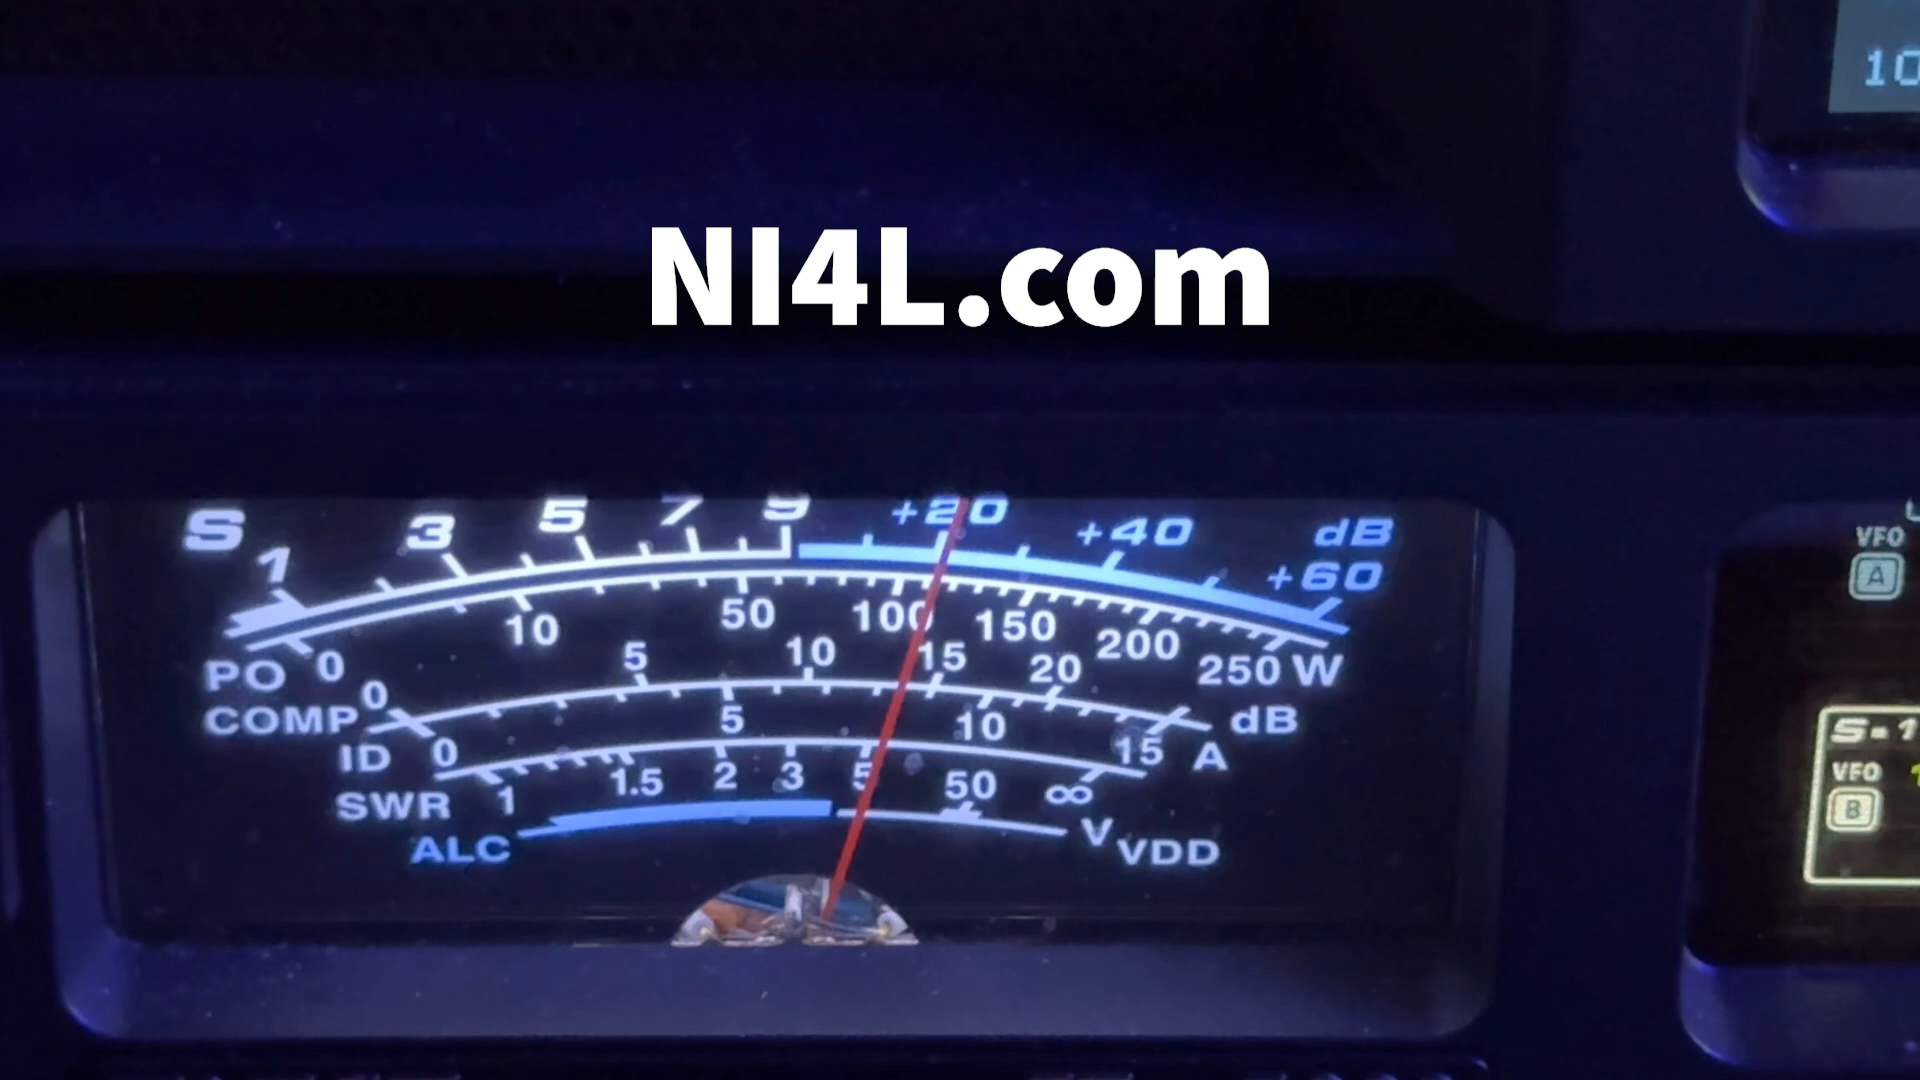 10
NI4L.com
S 1 3 5 7 9 +20 +40 +60 dB
PO 0 10 50 100 150 200 250 W
COMP 0 5 10 15 20 dB
ID 0 5 10 15 A
SWR 1 1.5 2 3 5 50 ∞
ALC V VDD
VFO
A
S-1
VFO
B